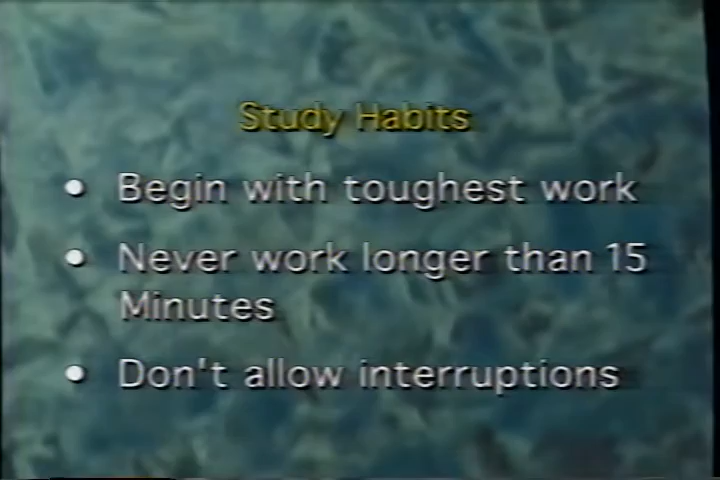 Study Habits
• Begin with toughest work
• Never work longer than 15
Minutes
• Don't allow interruptions